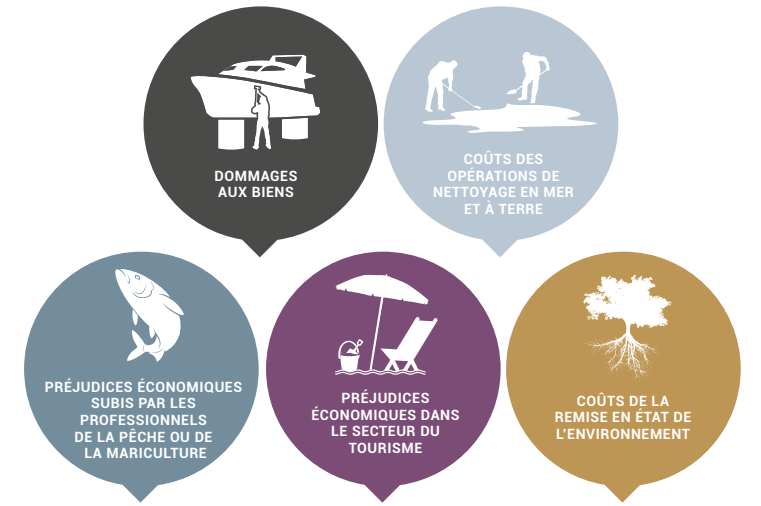 DOMMAGES
AUX BIENS
COÛTS DES
OPÉRATIONS DE
NETTOYAGE EN MER
ET À TERRE
PRÉJUDICES ÉCONOMIQUES
SUBIS PAR LES
PROFESSIONNELS
DE LA PÊCHE OU DE
LA MARICULTURE
PRÉJUDICES
ÉCONOMIQUES DANS
LE SECTEUR DU
TOURISME
COÛTS DE LA
REMISE EN ÉTAT DE
L'ENVIRONNEMENT